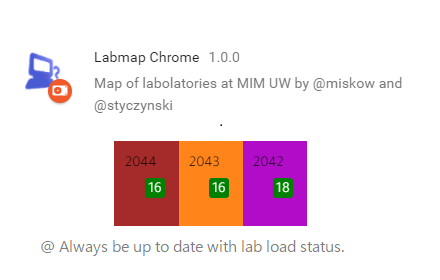 Labmap Chrome 1.0.0
Map of labolatories at MIM UW by @miskow and
@styczynski
.
2044 2043 2042
16 16 18
@ Always be up to date with lab load status.